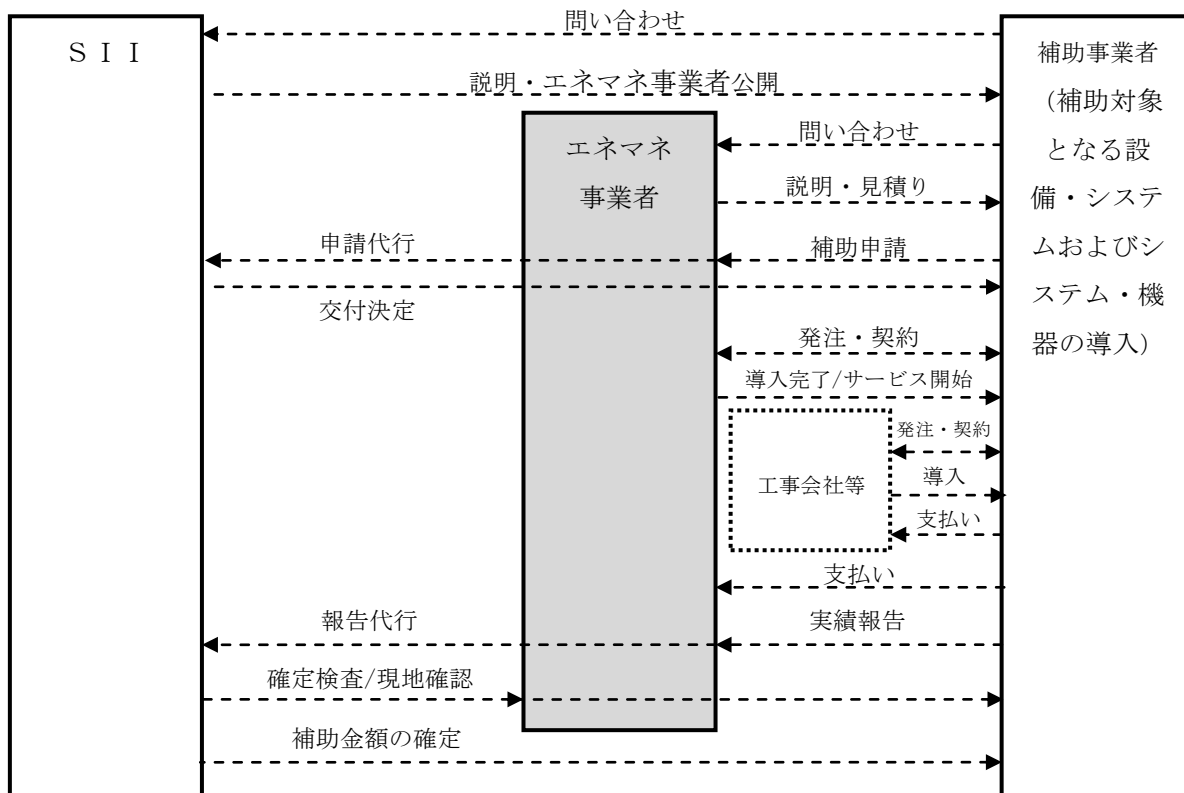 問い合わせ
ＳＩＩ
補助事業者
（補助対象
となる設
備・システ
ムおよびシ
ステム・機
器の導入）
説明・エネマネ事業者公開
エネマネ
事業者
問い合わせ
説明・見積り
申請代行
補助申請
交付決定
発注・契約
導入完了/サービス開始
工事会社等
発注・契約
導入
支払い
支払い
報告代行
実績報告
確定検査/現地確認
補助金額の確定